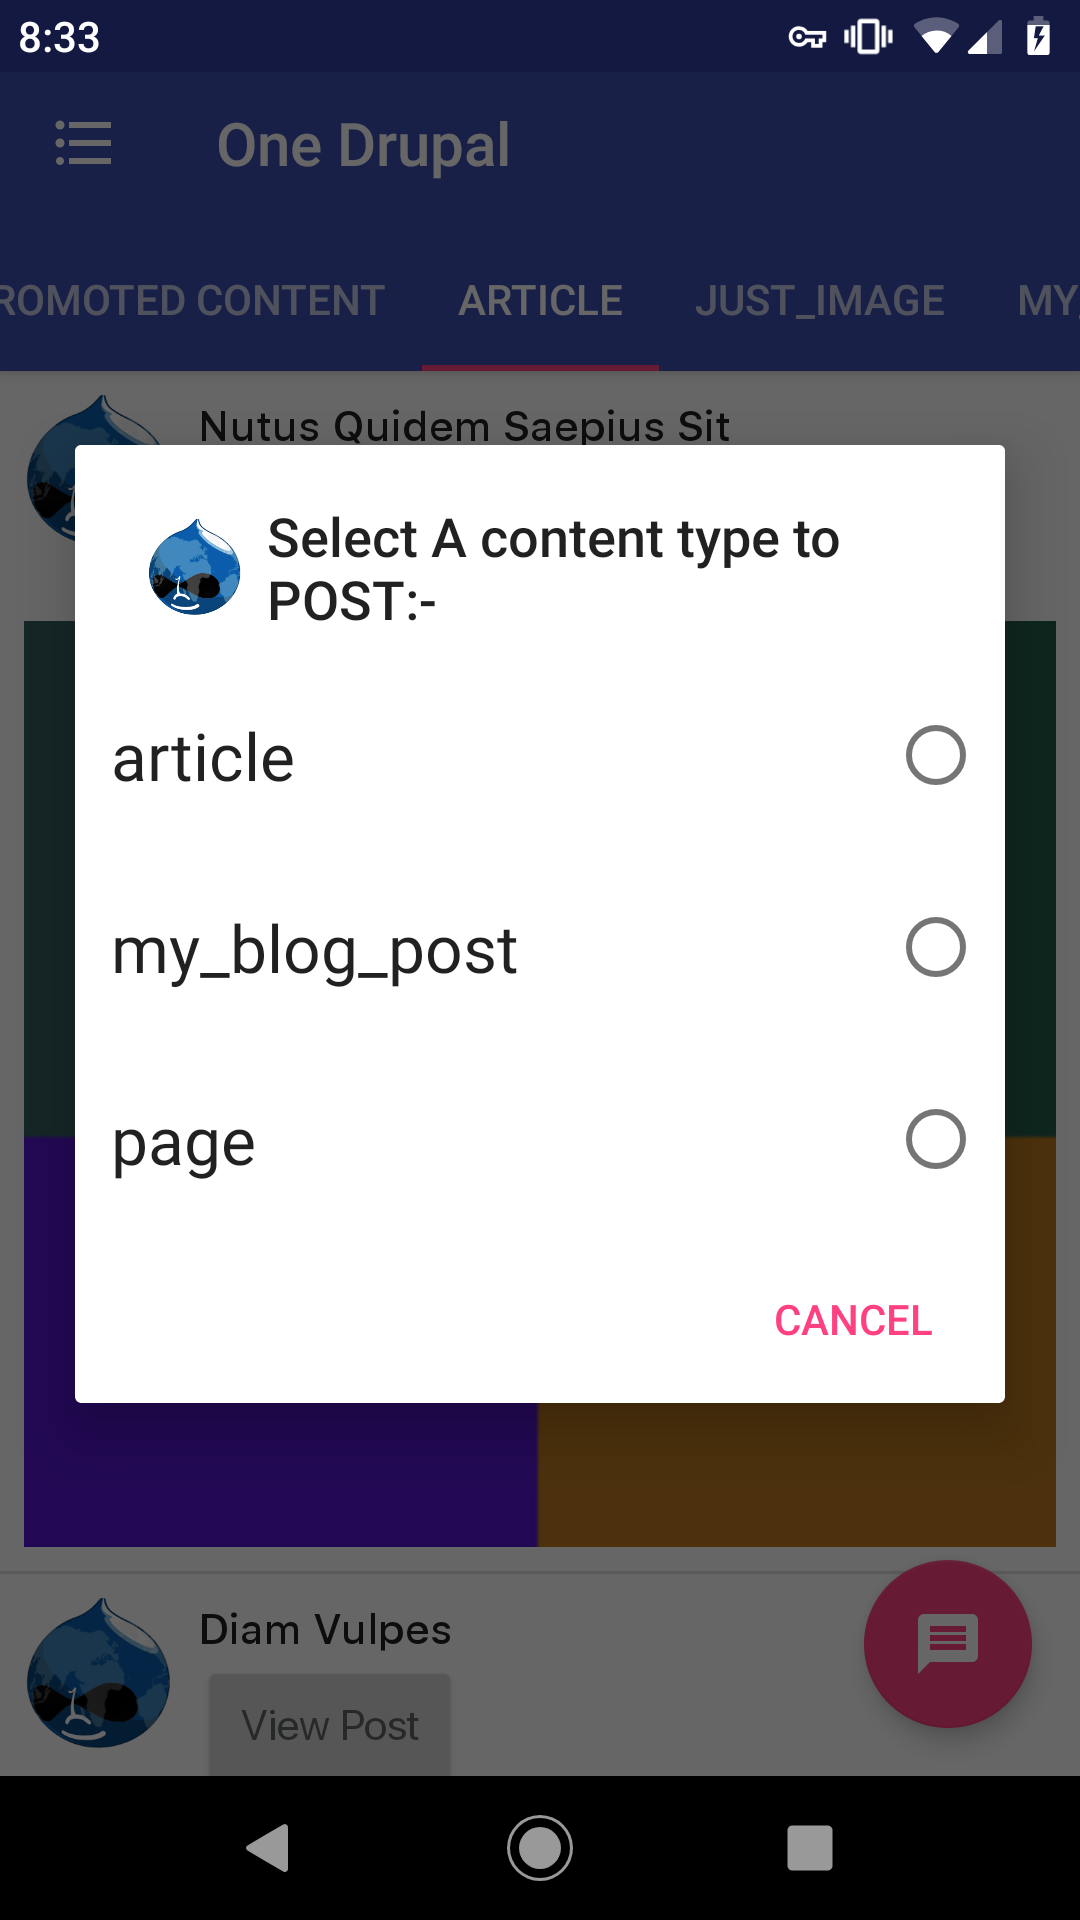 8:33
One Drupal
ROMOTED CONTENT ARTICLE JUST_IMAGE MY_
Nutus Quidem Saepius Sit
Select A content type to
POST:-
article
my_blog_post
page
CANCEL
Diam Vulpes
View Post